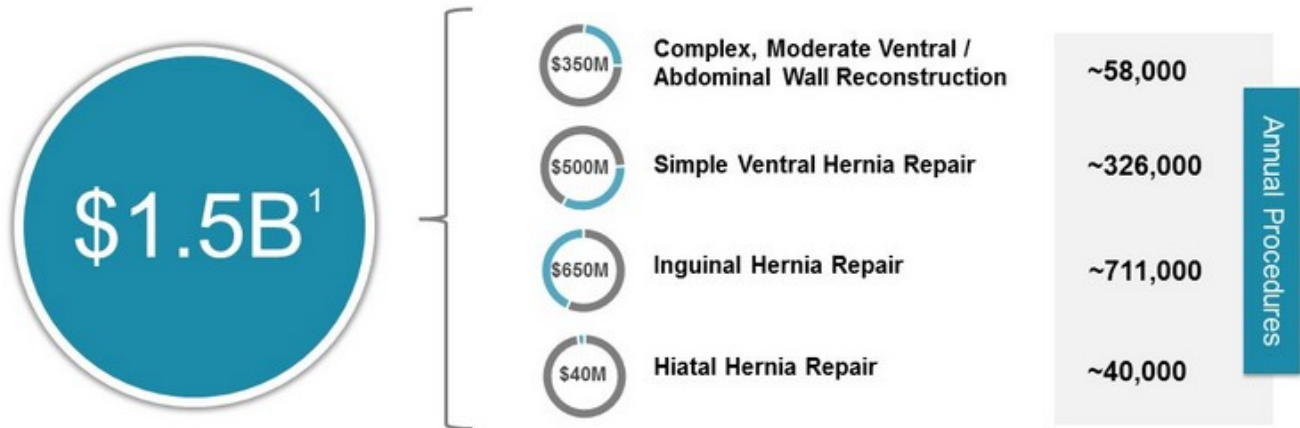 $1.5B¹
$350M
Complex, Moderate Ventral /
Abdominal Wall Reconstruction
~58,000
$500M
Simple Ventral Hernia Repair
~326,000
$650M
Inguinal Hernia Repair
~711,000
$40M
Hiatal Hernia Repair
~40,000
Annual Procedures